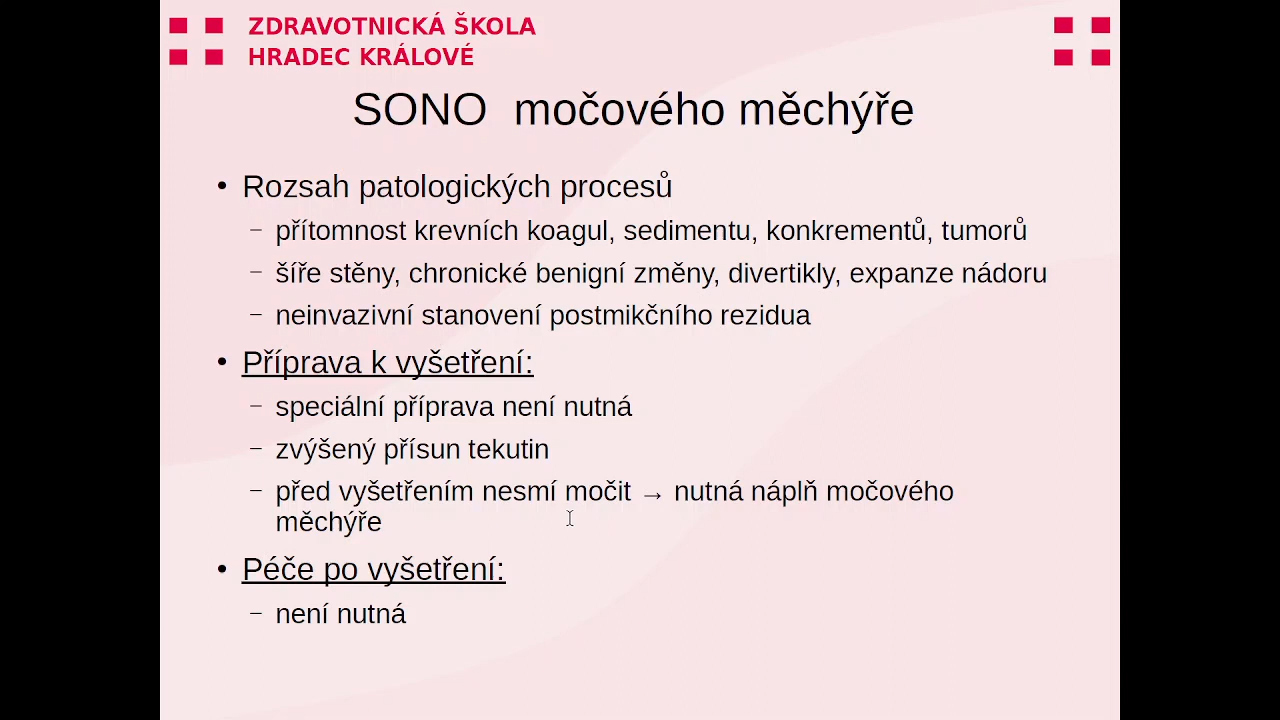 ZDRAVOTNICKÁ ŠKOLA
HRADEC KRÁLOVÉ
SONO močového měchýře
• Rozsah patologických procesů
– přítomnost krevních koagul, sedimentu, konkrementů, tumorů
– šíře stěny, chronické benigní změny, divertikly, expanze nádoru
– neinvazivní stanovení postmikčního rezidua
• Příprava k vyšetření:
– speciální příprava není nutná
– zvýšený přísun tekutin
– před vyšetřením nesmí močit → nutná náplň močového
měchýře
• Péče po vyšetření:
– není nutná